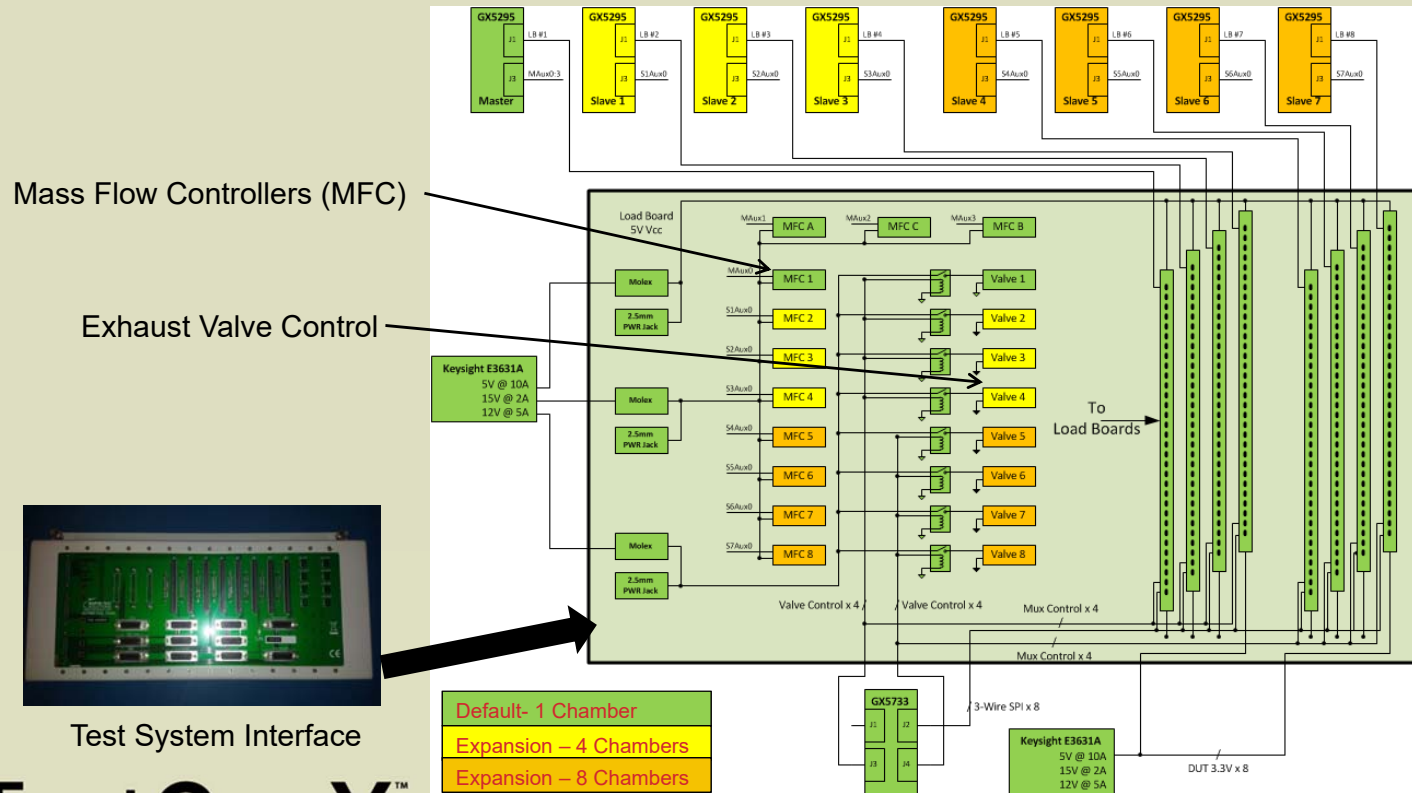 GX5295
J1
LB #1
J3
MAux0:3
Master
GX5295
J1
LB #2
J3
S1Aux0
Slave 1
GX5295
J1
LB #3
J3
S2Aux0
Slave 2
GX5295
J1
LB #4
J3
S3Aux0
Slave 3
GX5295
J1
LB #5
J3
S4Aux0
Slave 4
GX5295
J1
LB #6
J3
S5Aux0
Slave 5
GX5295
J1
LB #7
J3
S6Aux0
Slave 6
GX5295
J1
LB #8
J3
S7Aux0
Slave 7
Mass Flow Controllers (MFC)
Exhaust Valve Control
Load Board
5V Vcc
MAux1
MFC A
MAux2
MFC C
MAux3
MFC B
Molex
2.5mm
PWR Jack
MAux0
MFC 1
Valve 1
S1Aux0
MFC 2
Valve 2
S2Aux0
MFC 3
Valve 3
Keysight E3631A
5V @ 10A
15V @ 2A
12V @ 5A
Molex
2.5mm
PWR Jack
S3Aux0
MFC 4
Valve 4
S4Aux0
MFC 5
Valve 5
S5Aux0
MFC 6
Valve 6
S6Aux0
MFC 7
Valve 7
Molex
2.5mm
PWR Jack
S7Aux0
MFC 8
Valve 8
To
Load Boards
Valve Control x 4
Valve Control x 4
Mux Control x 4
Mux Control x 4
Test System Interface
Default- 1 Chamber
Expansion – 4 Chambers
Expansion – 8 Chambers
GX5733
J1
J2
J3
J4
3-Wire SPI x 8
Keysight E3631A
5V @ 10A
15V @ 2A
12V @ 5A
DUT 3.3V x 8